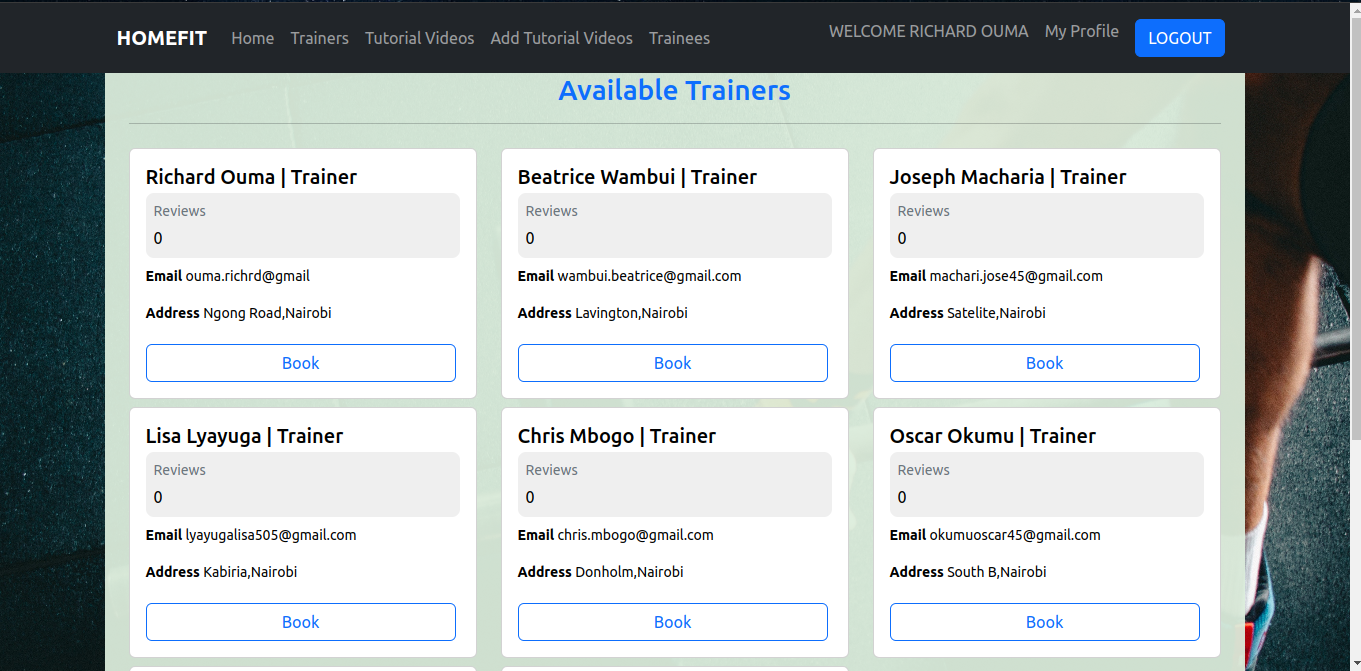 HOMEFIT Home Trainers Tutorial Videos Add Tutorial Videos Trainees WELCOME RICHARD OUMA My Profile LOGOUT
Available Trainers
Richard Ouma | Trainer
Reviews
0
Email ouma.richrd@gmail
Address Ngong Road,Nairobi
Book
Beatrice Wambui | Trainer
Reviews
0
Email wambui.beatrice@gmail.com
Address Lavington,Nairobi
Book
Joseph Macharia | Trainer
Reviews
0
Email machari.jose45@gmail.com
Address Satelite,Nairobi
Book
Lisa Lyayuga | Trainer
Reviews
0
Email lyayugalisa505@gmail.com
Address Kabiria,Nairobi
Book
Chris Mbogo | Trainer
Reviews
0
Email chris.mbogo@gmail.com
Address Donholm,Nairobi
Book
Oscar Okumu | Trainer
Reviews
0
Email okumuoscar45@gmail.com
Address South B,Nairobi
Book